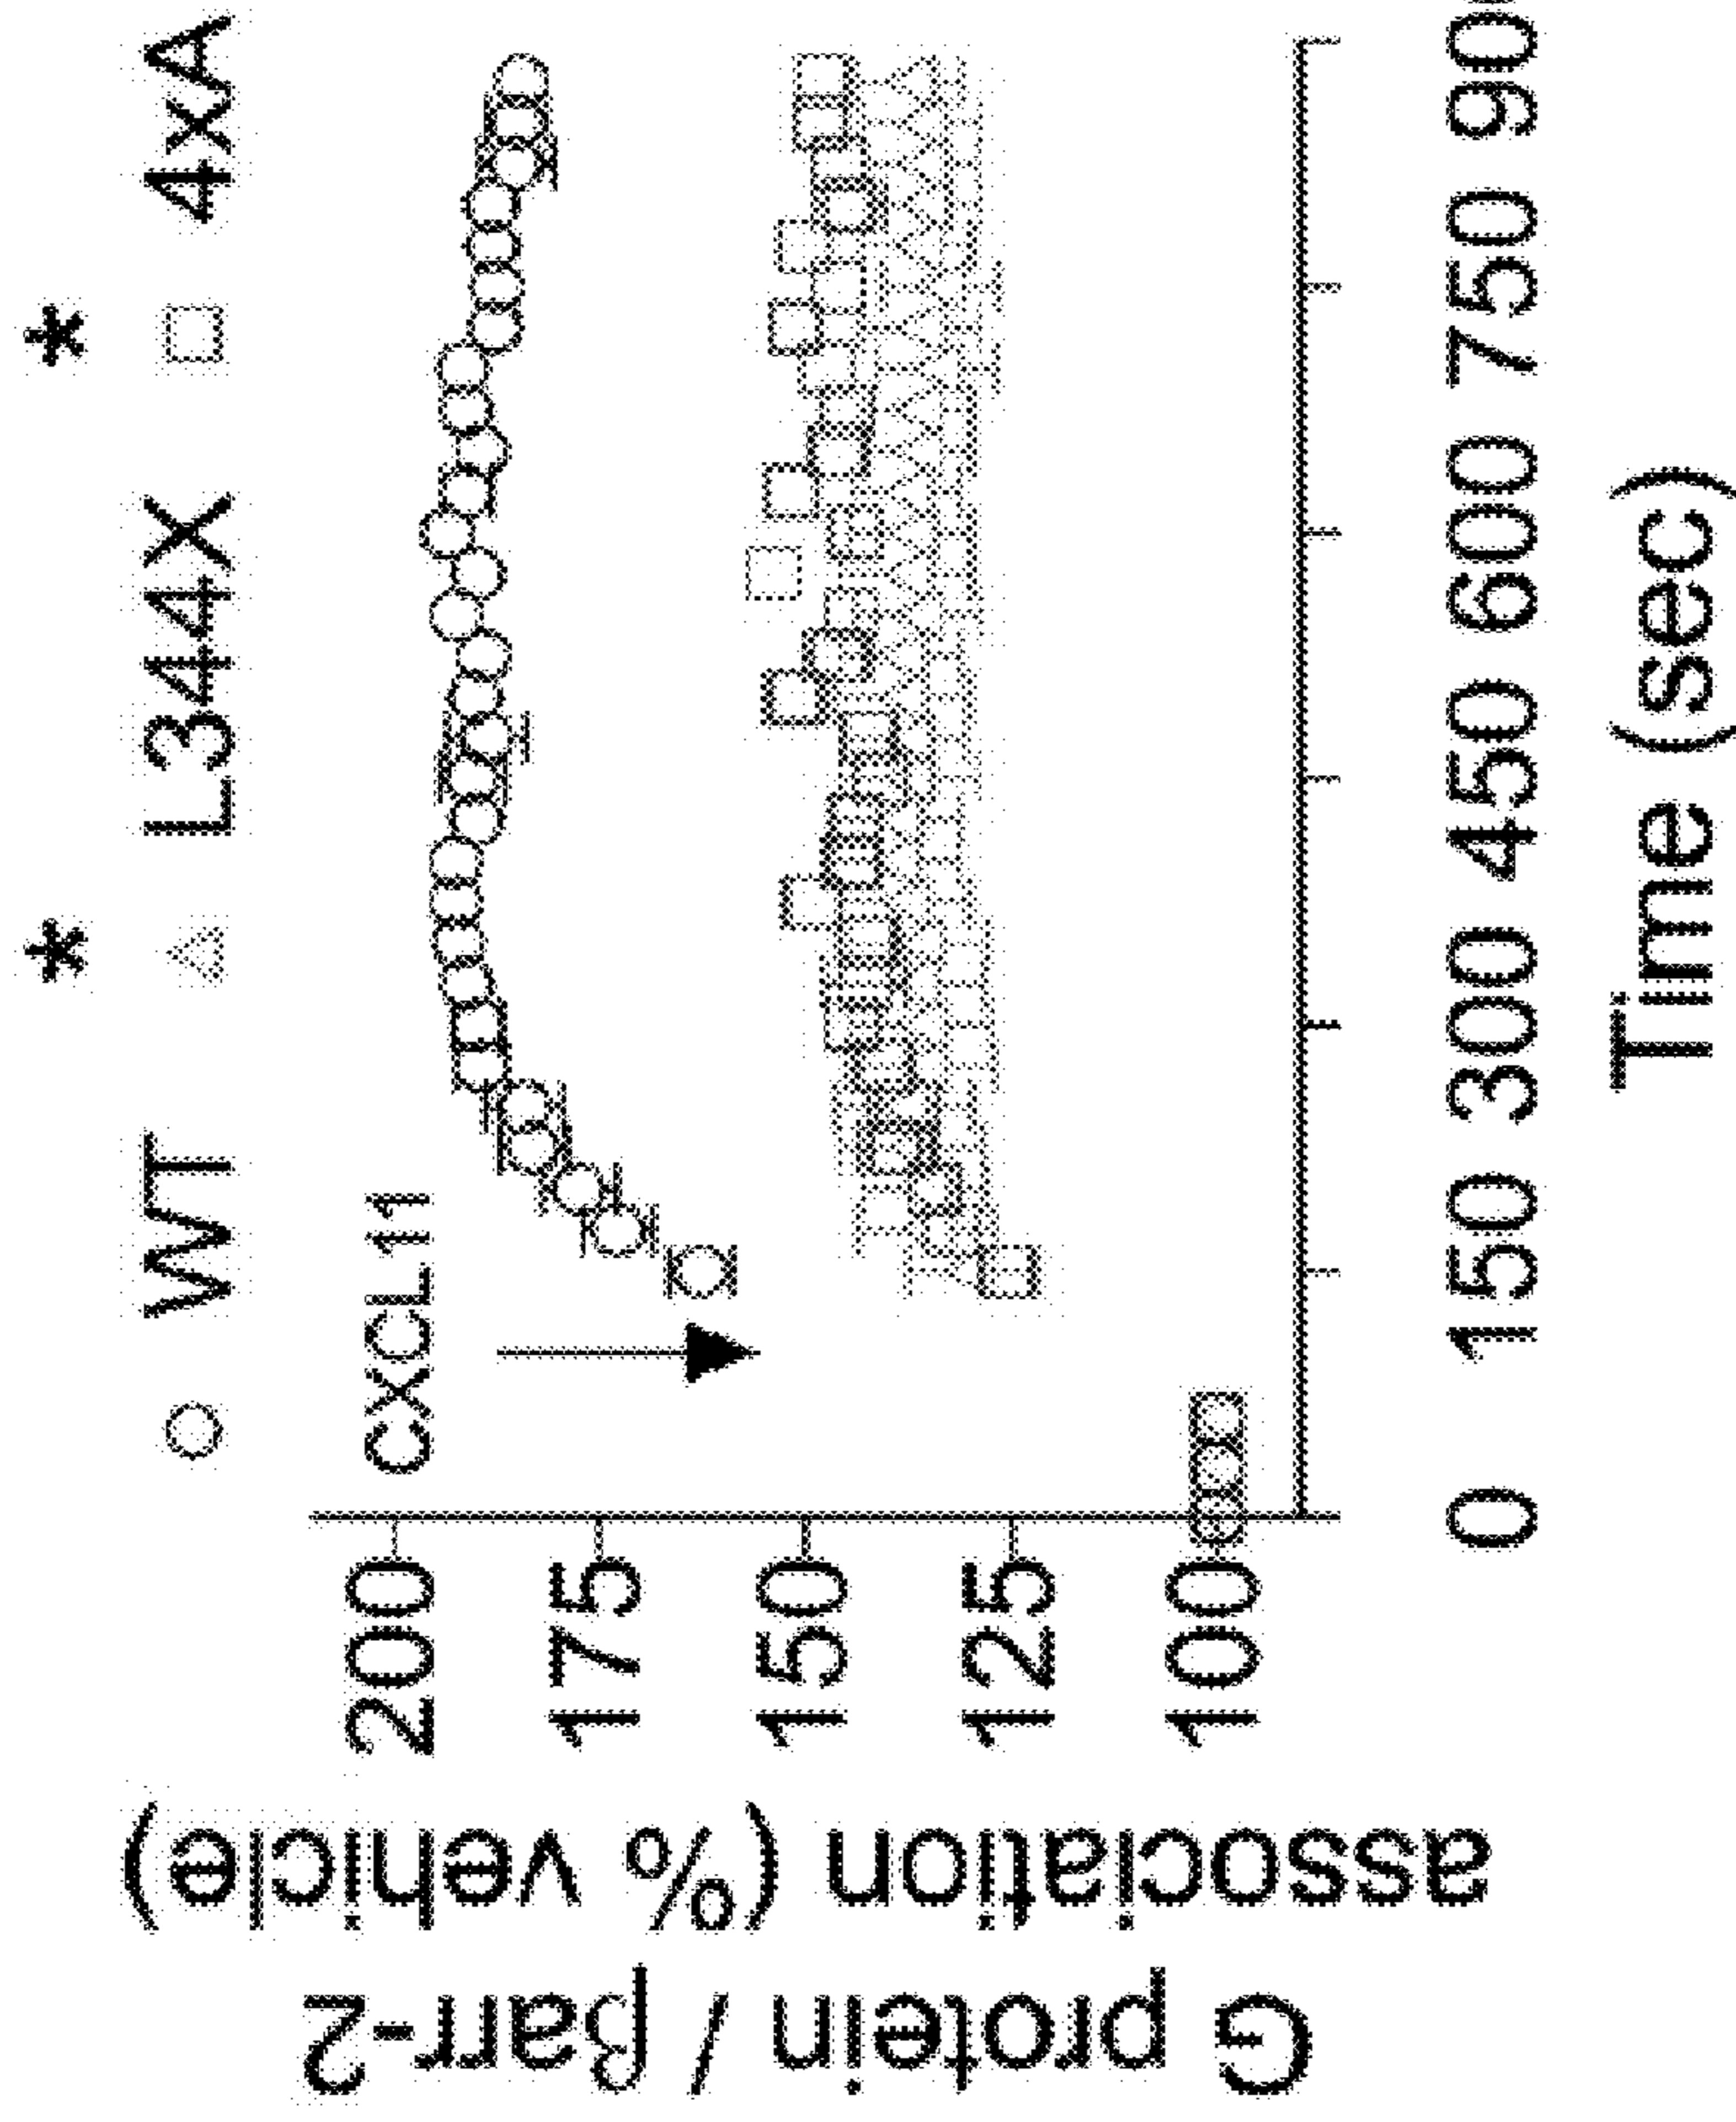 * *
WT L344X 4xA
CXCL11
G protein / βarr-2
association (% vehicle)
200
175
150
125
100
0 150 300 450 600 750
Time (sec)